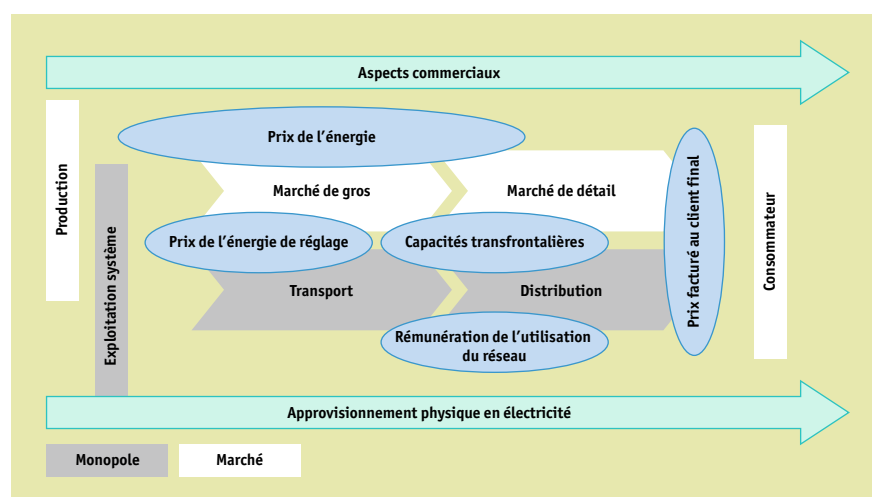 Aspects commerciaux
Prix de l'énergie
Production
Exploitation système
Marché de gros
Marché de détail
Prix de l'énergie de réglage
Capacités transfrontalières
Transport
Distribution
Rémunération de l'utilisation
du réseau
Prix facturé au client final
Consommateur
Approvisionnement physique en électricité
Monopole
Marché